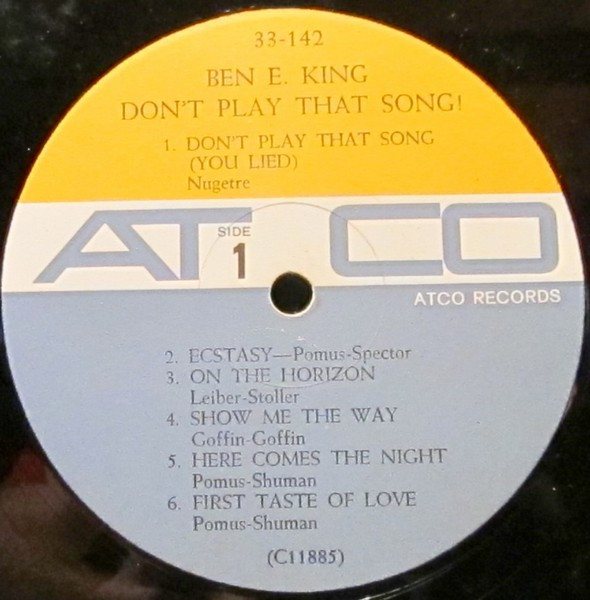 33-142
BEN E. KING
DON'T PLAY THAT SONG!
1. DON'T PLAY THAT SONG
(YOU LIED)
Nugetre
ATCO
SIDE
1
ATCO RECORDS
2. ECSTASY—Pomus-Spector
3. ON THE HORIZON
Leiber-Stoller
4. SHOW ME THE WAY
Goffin-Goffin
5. HERE COMES THE NIGHT
Pomus-Shuman
6. FIRST TASTE OF LOVE
Pomus-Shuman
(C11885)